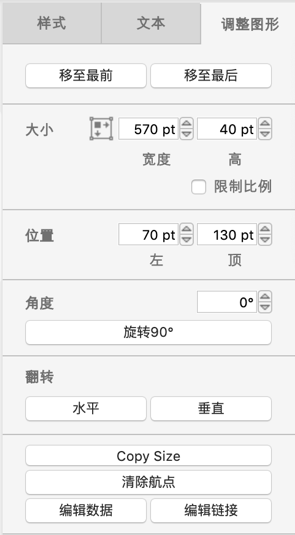 样式 文本 调整图形
移至最前 移至最后
大小 570 pt 40 pt
宽度 高
限制比例
位置 70 pt 130 pt
左 顶
角度 0°
旋转90°
翻转
水平 垂直
Copy Size
清除航点
编辑数据 编辑链接